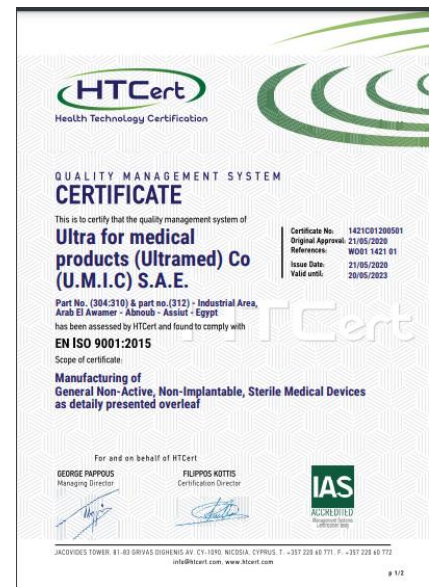 HTCert
Health Technology Certification
QUALITY MANAGEMENT SYSTEM
CERTIFICATE
This is to certify that the quality management system of
Ultra for medical
products (Ultramed) Co
(U.M.I.C) S.A.E.
Part No. (304:310) & part no.(312) - Industrial Area,
Arab El Awamer - Abnoub - Assiut - Egypt
has been assessed by HTCert and found to comply with
EN ISO 9001:2015
Scope of certificate:
Manufacturing of
General Non-Active, Non-Implantable, Sterile Medical Devices
as detaily presented overleaf
Certificate No: 1421C01200501
Original Approval: 21/05/2020
References: WO01 1421 01
Issue Date: 21/05/2020
Valid until: 20/05/2023
HTCert
For and on behalf of HTCert
GEORGE PAPPOUS
Managing Director
FILIPPOS KOTTIS
Certification Director
IAS
ACCREDITED
Management Systems
Certification Body
JACOVIDES TOWER, 81-83 GRIVAS DIGHENIS AV. CY-1090, NICOSIA, CYPRUS, T. +357 220 60 771, F. +357 220 60 772
info@htcert.com, www.htcert.com
p 1/2